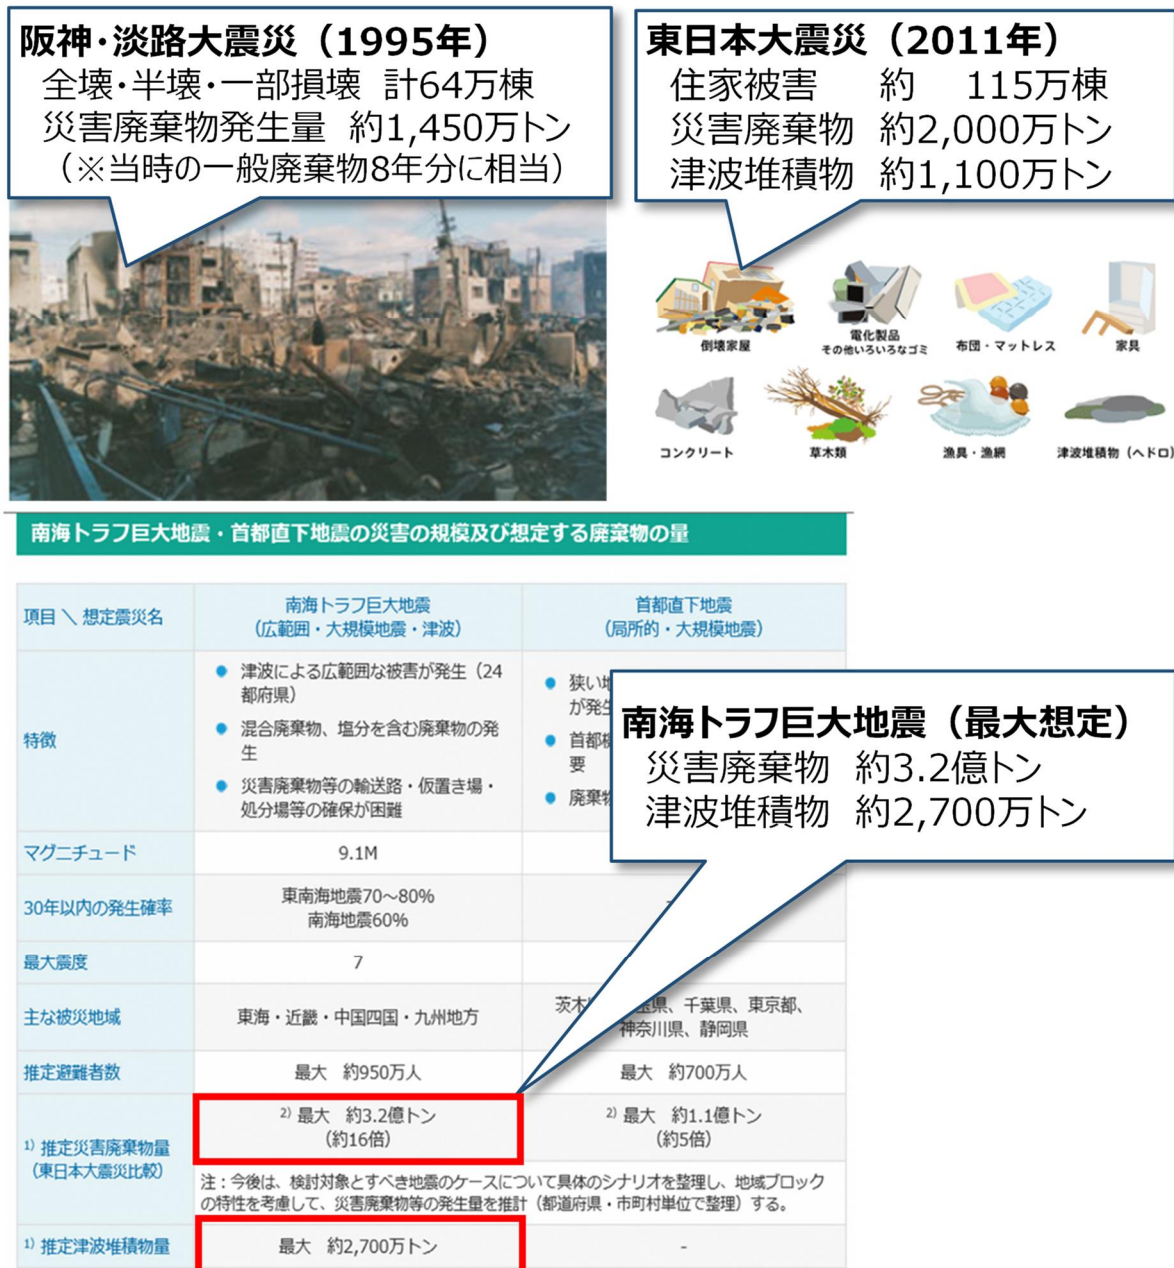 阪神・淡路大震災（1995年）
全壊・半壊・一部損壊 計64万棟
災害廃棄物発生量 約1,450万トン
（※当時の一般廃棄物8年分に相当）
東日本大震災（2011年）
住家被害 約 115万棟
災害廃棄物 約2,000万トン
津波堆積物 約1,100万トン
倒壊家屋
電化製品
その他いろいろなゴミ
布団・マットレス
家具
コンクリート
草木類
漁具・漁網
津波堆積物（ヘドロ）
南海トラフ巨大地震・首都直下地震の災害の規模及び想定する廃棄物の量
項目 ＼ 想定震災名
南海トラフ巨大地震
（広範囲・大規模地震・津波）
首都直下地震
（局所的・大規模地震）
特徴
● 津波による広範囲な被害が発生（24
都府県）
● 混合廃棄物、塩分を含む廃棄物の発
生
● 災害廃棄物等の輸送路・仮置き場・
処分場等の確保が困難
● 狭い
が発生
● 首都
要
● 廃棄物
南海トラフ巨大地震（最大想定）
災害廃棄物 約3.2億トン
津波堆積物 約2,700万トン
マグニチュード
9.1M
30年以内の発生確率
東南海地震70～80%
南海地震60%
最大震度
7
主な被災地域
東海・近畿・中国四国・九州地方
茨木 県、千葉県、東京都、
神奈川県、静岡県
推定避難者数
最大 約950万人
最大 約700万人
1) 推定災害廃棄物量
（東日本大震災比較）
2) 最大 約3.2億トン
（約16倍）
2) 最大 約1.1億トン
（約5倍）
注：今後は、検討対象とすべき地震のケースについて具体のシナリオを整理し、地域ブロック
の特性を考慮して、災害廃棄物等の発生量を推計（都道府県・市町村単位で整理）する。
1) 推定津波堆積物量
最大 約2,700万トン
-